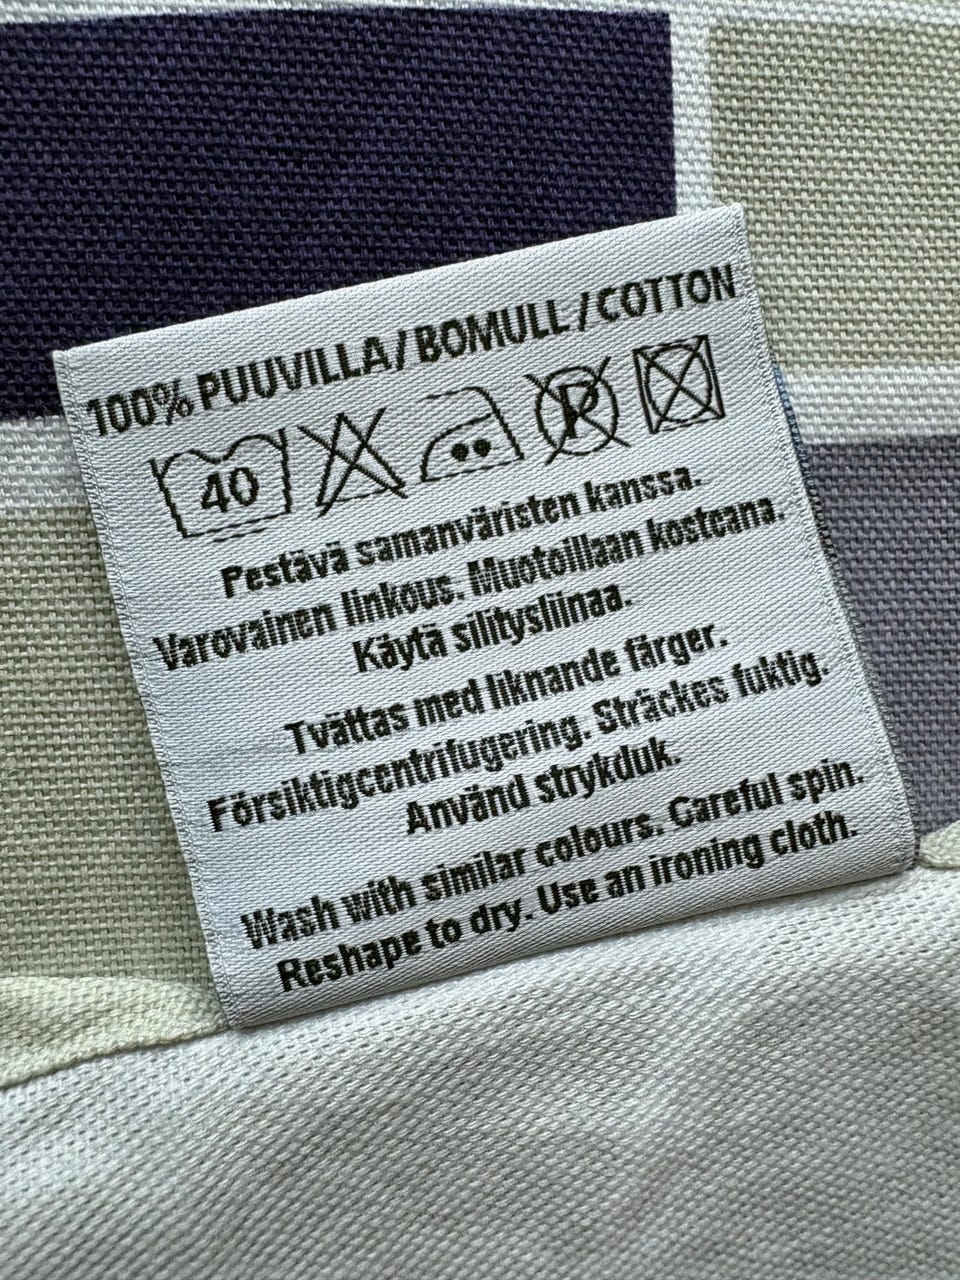 100% PUUVILLA/BOMULL/COTTON
40 P
Pestävä samanväristen kanssa.
Varovainen linkous. Muotoillaan kosteana.
Käytä silitysliinaa.
Tvättas med liknande färger.
Försiktigcentrifugering. Sträckes fuktig.
Använd strykduk.
Wash with similar colours. Careful spin.
Reshape to dry. Use an ironing cloth.